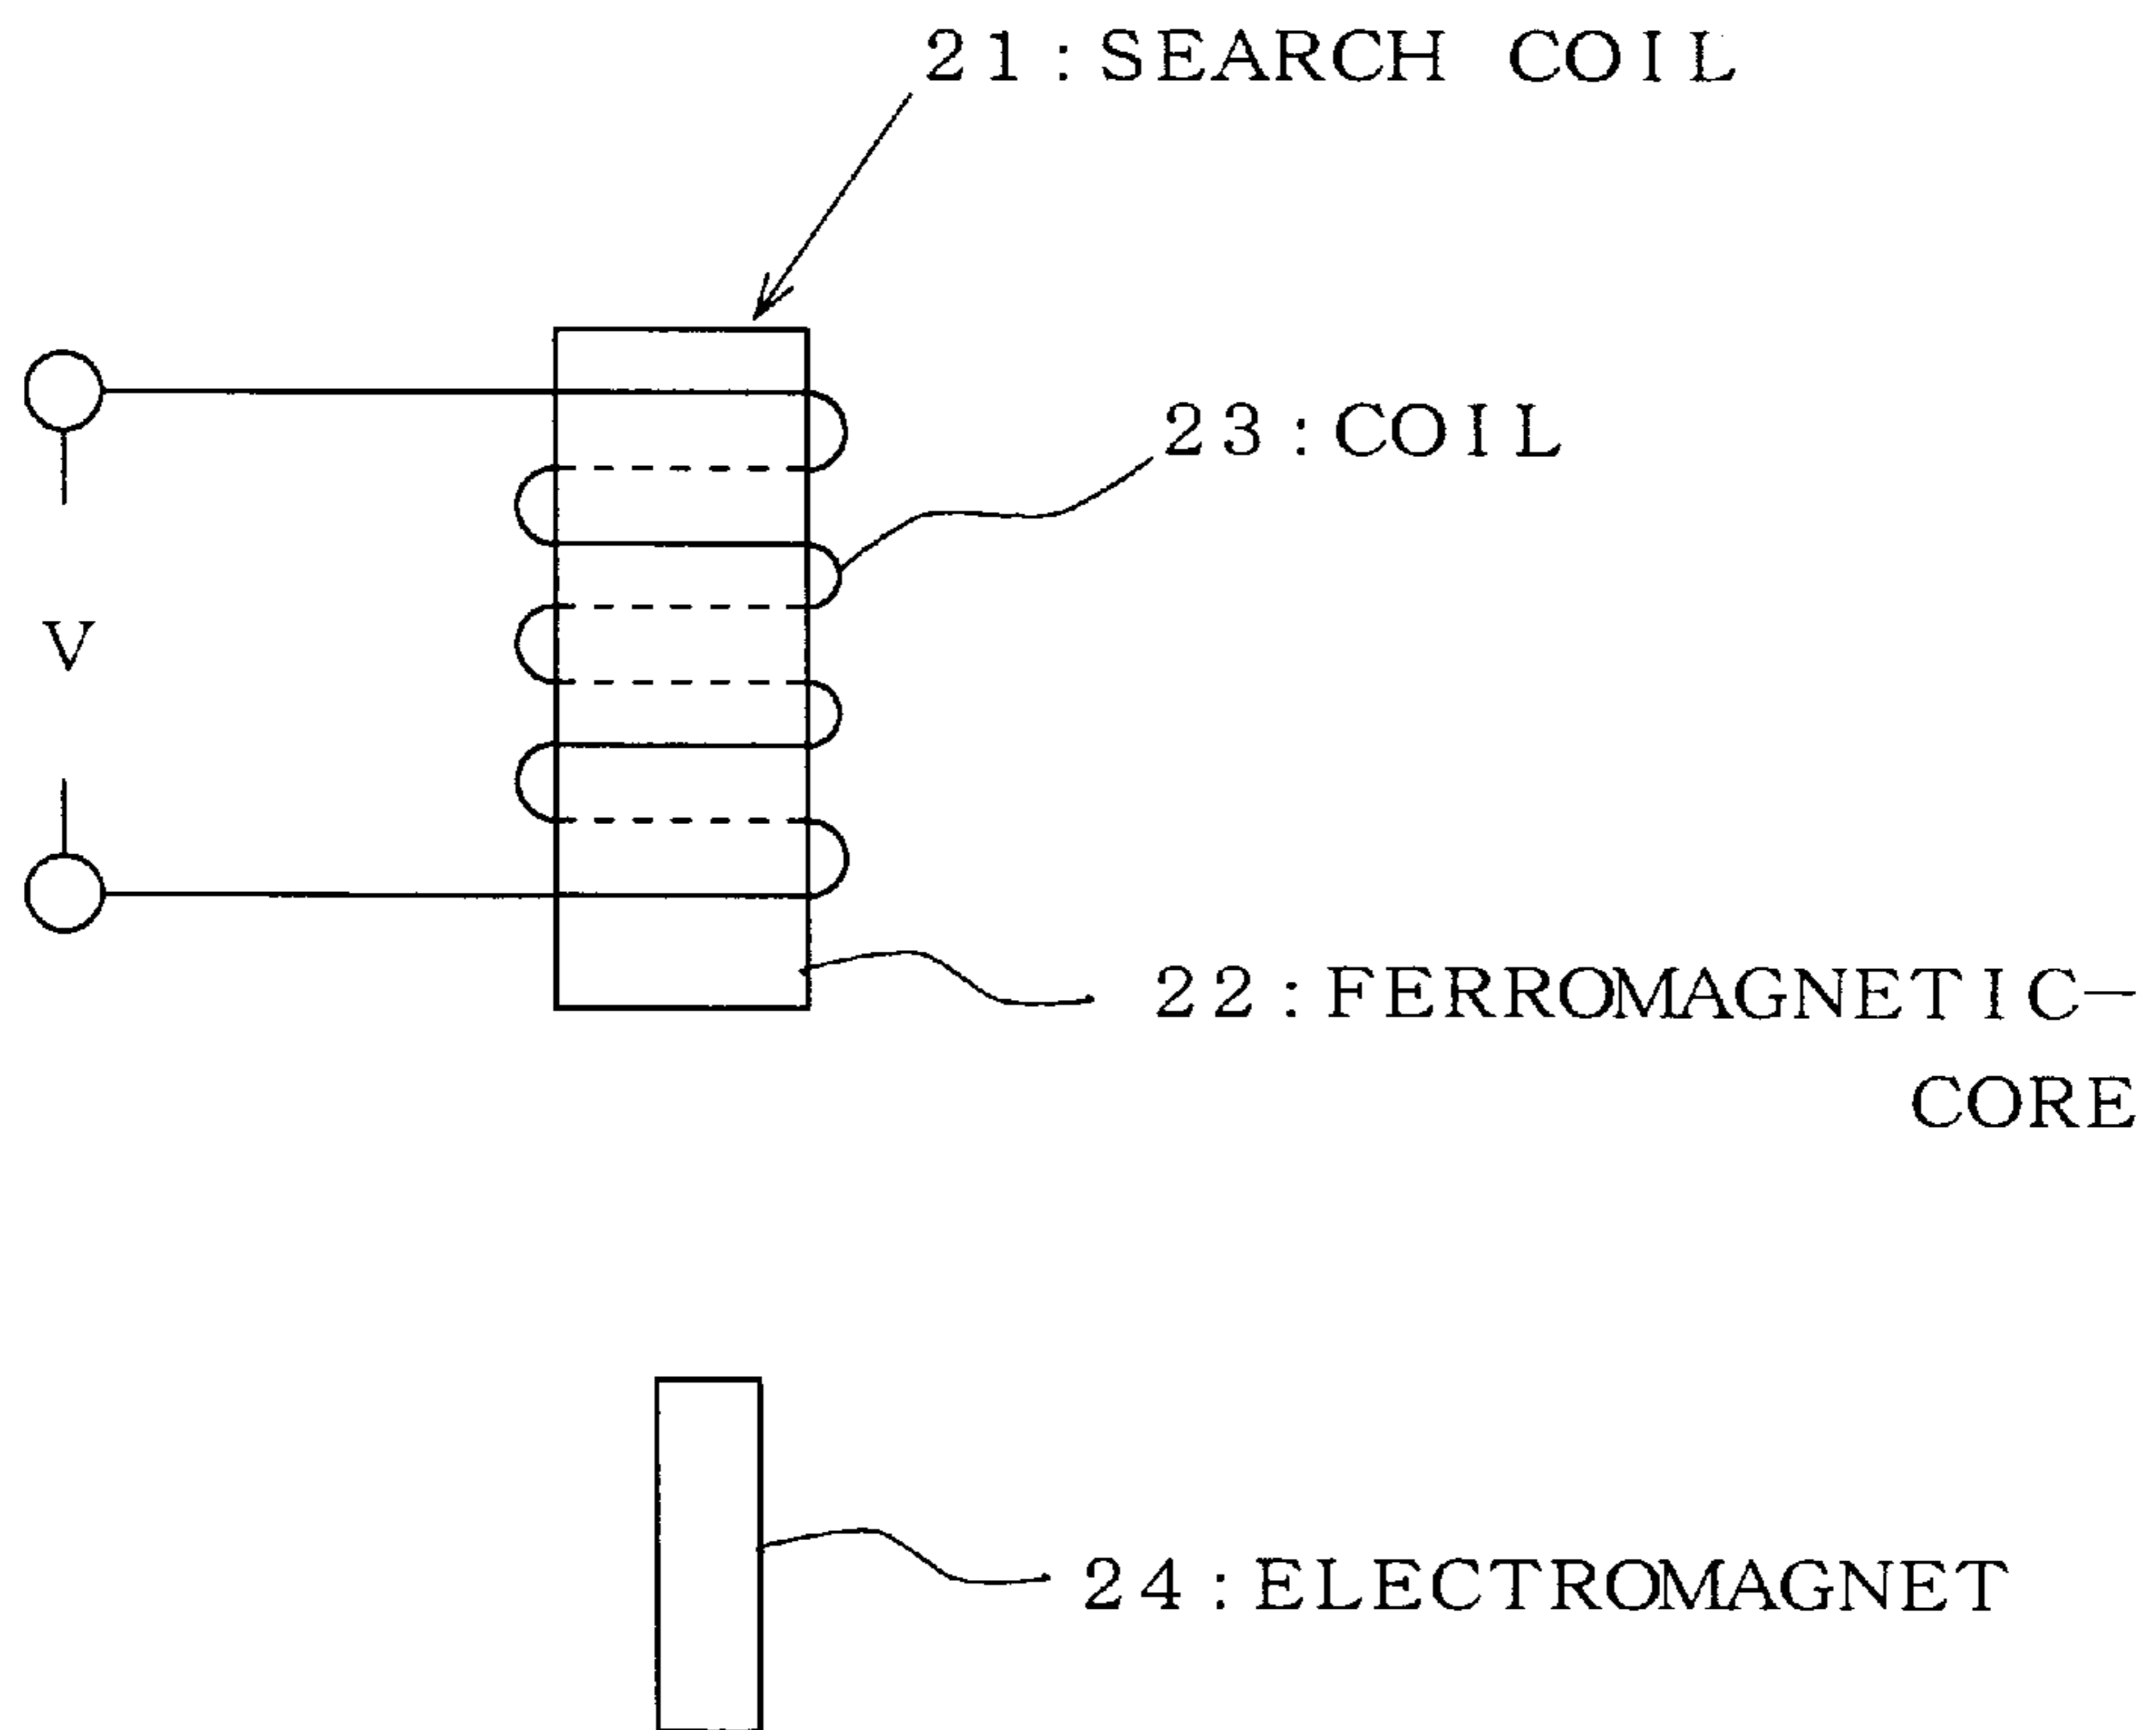 21:SEARCH COIL
23:COIL
V
22:FERROMAGNETIC-
CORE
24:ELECTROMAGNET